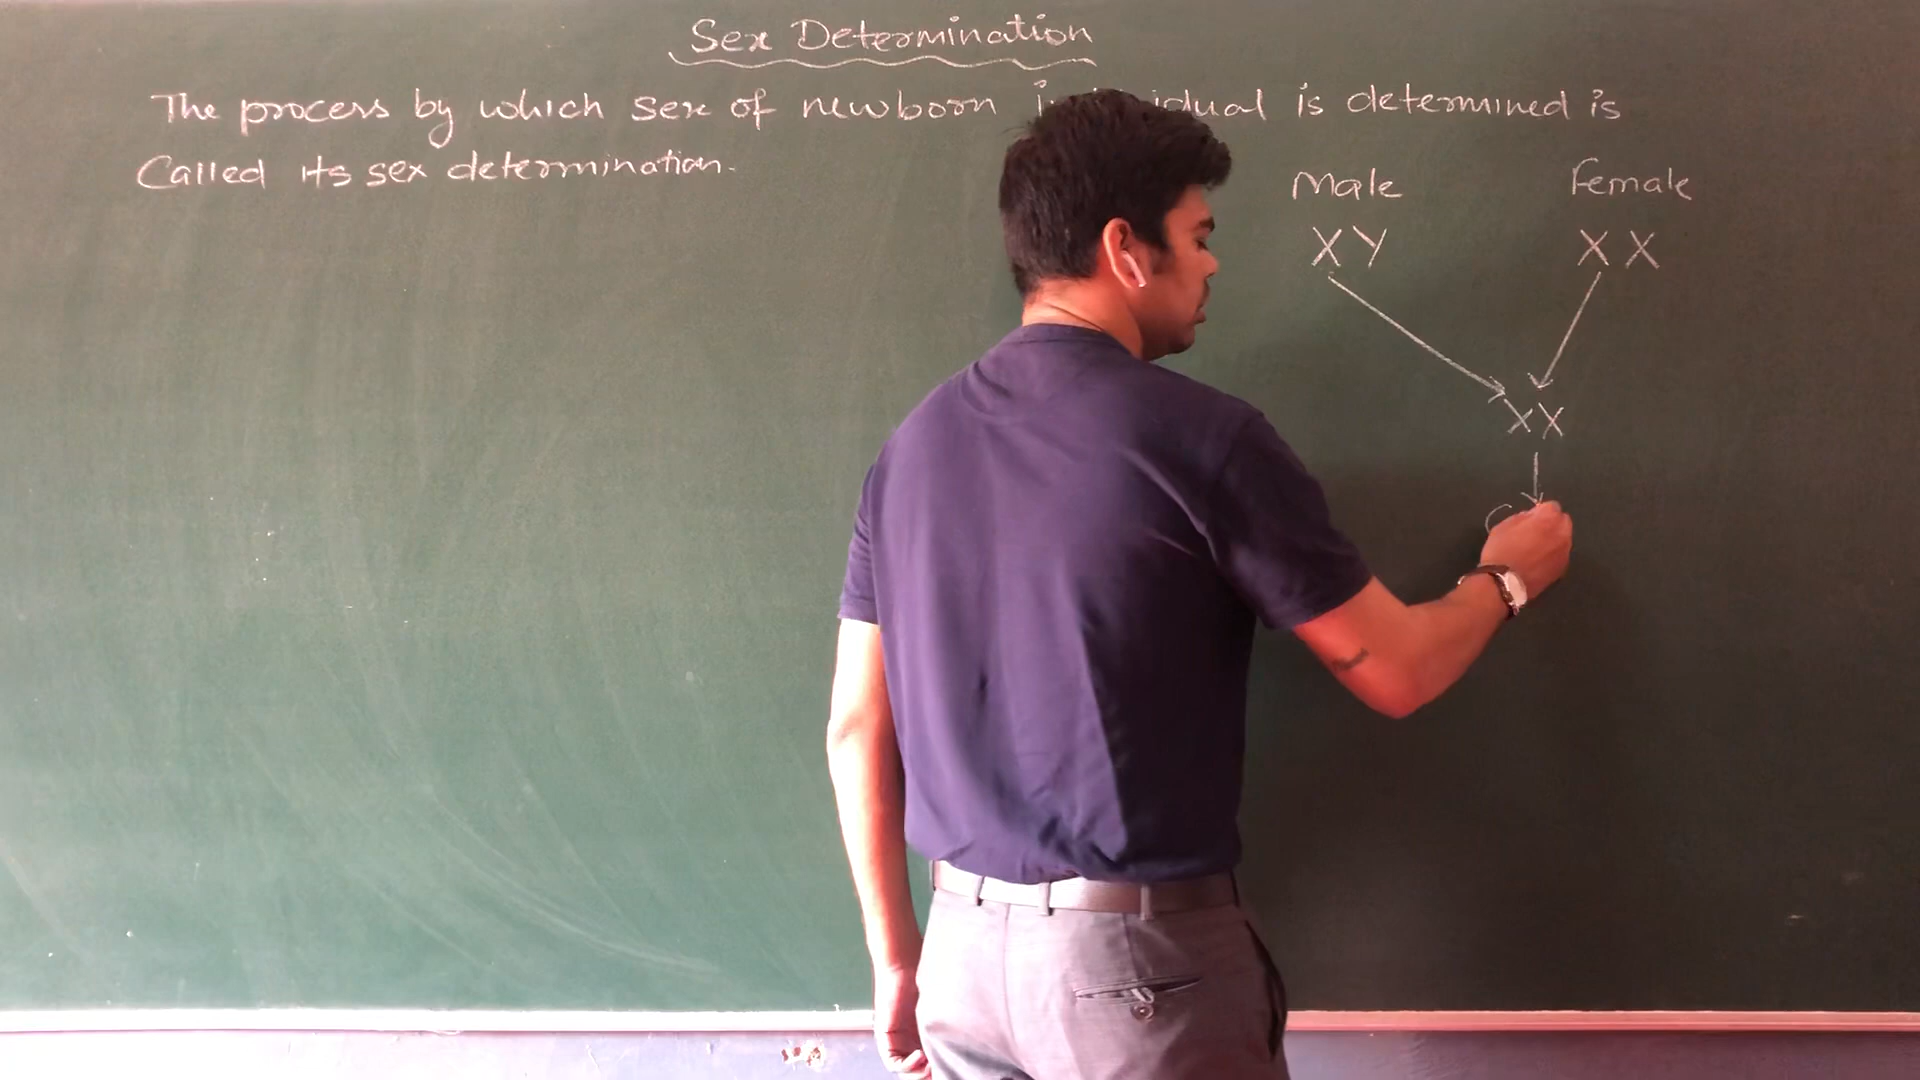 Sex Determination
The process by which sex of newborn is determined is
Called its sex determination.
Male Female
XY XX
XX